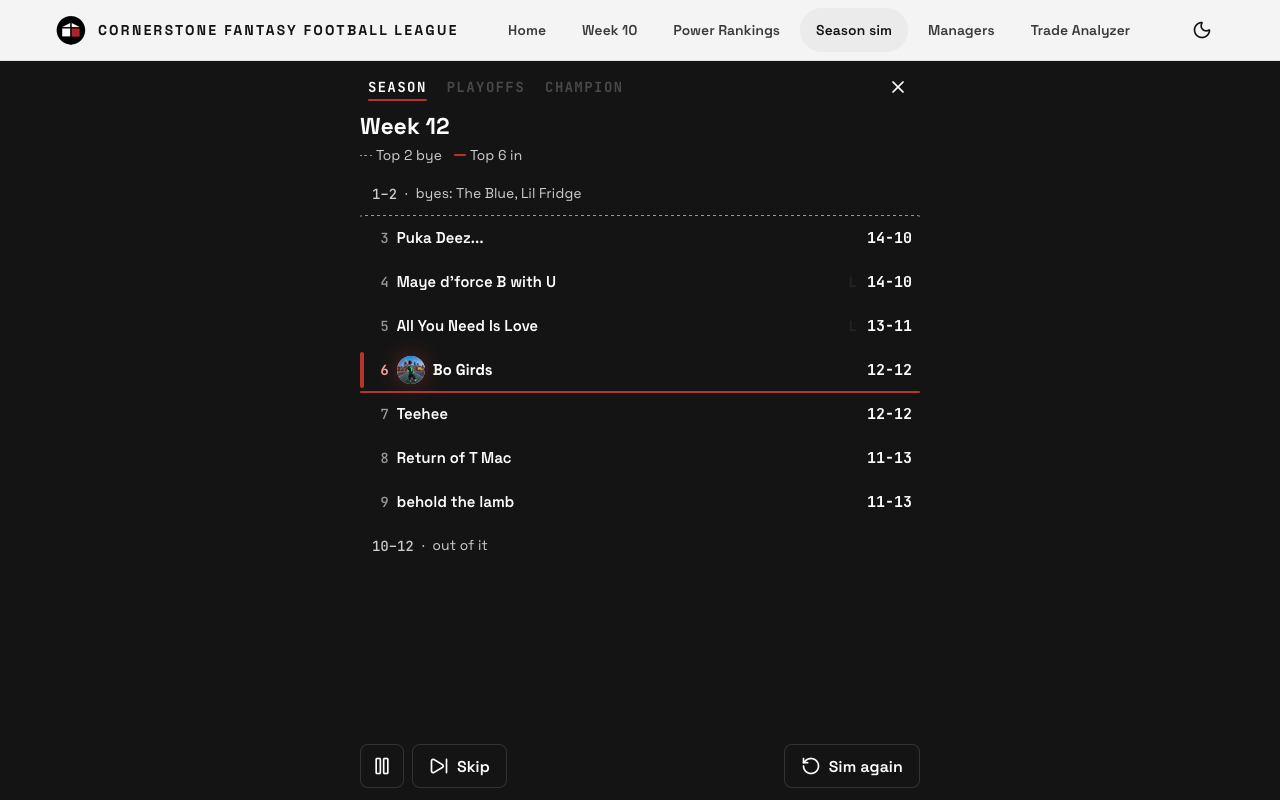 CORNERSTONE FANTASY FOOTBALL LEAGUE Home Week 10 Power Rankings Season sim Managers Trade Analyzer
SEASON PLAYOFFS CHAMPION
Week 12
Top 2 bye Top 6 in
1–2 · byes: The Blue, Lil Fridge
3 Puka Deez... 14-10
4 Maye d'force B with U L 14-10
5 All You Need Is Love L 13-11
6 Bo Girds 12-12
7 Teehee 12-12
8 Return of T Mac 11-13
9 behold the lamb 11-13
10–12 · out of it
Skip Sim again